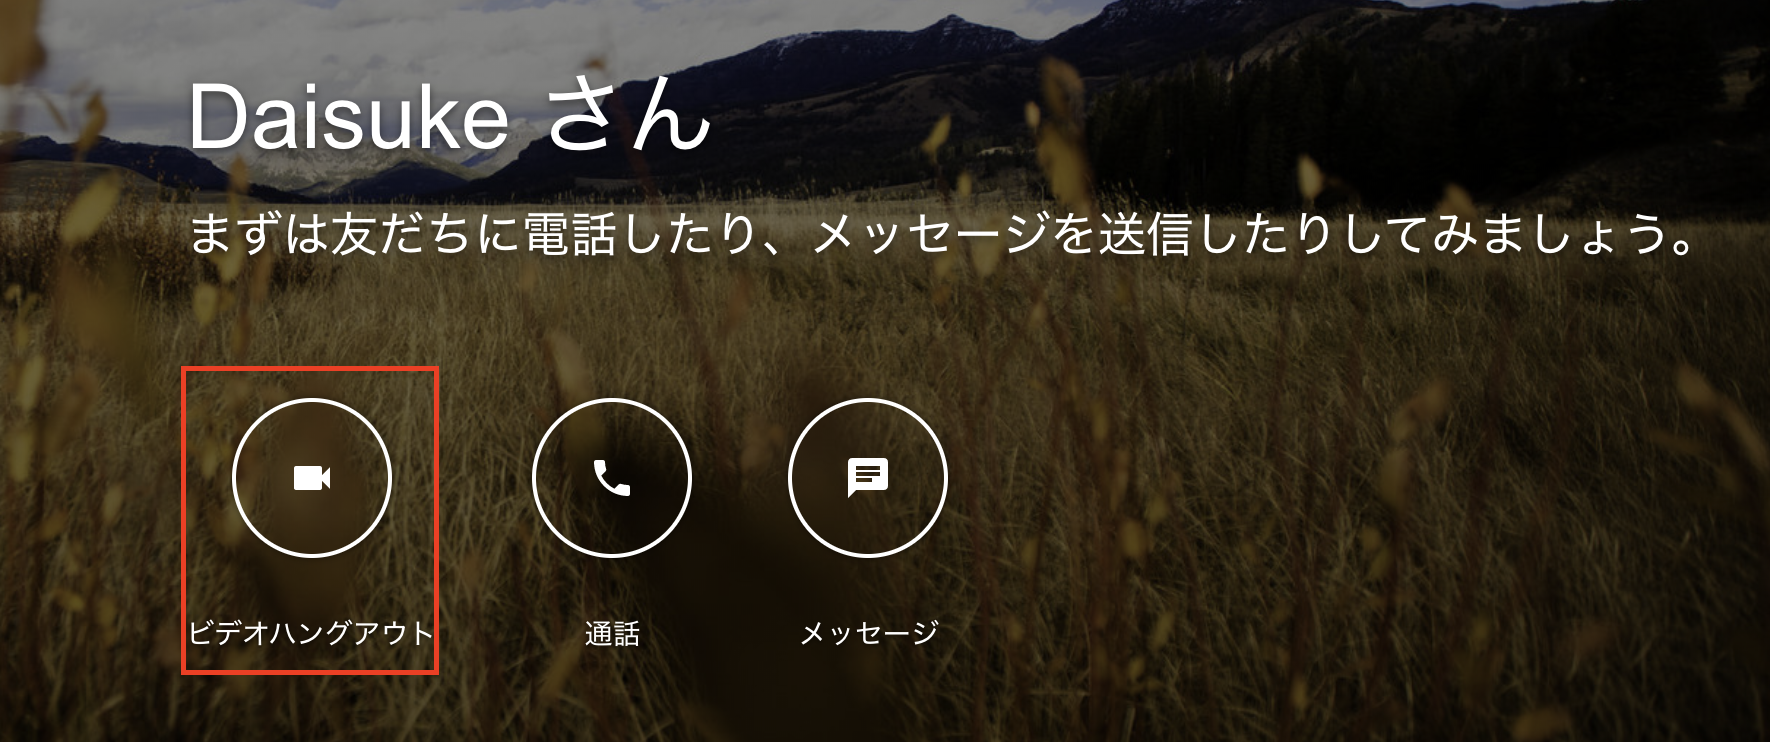 Daisuke さん
まずは友だちに電話したり、メッセージを送信したりしてみましょう。
ビデオハングアウト
通話
メッセージ